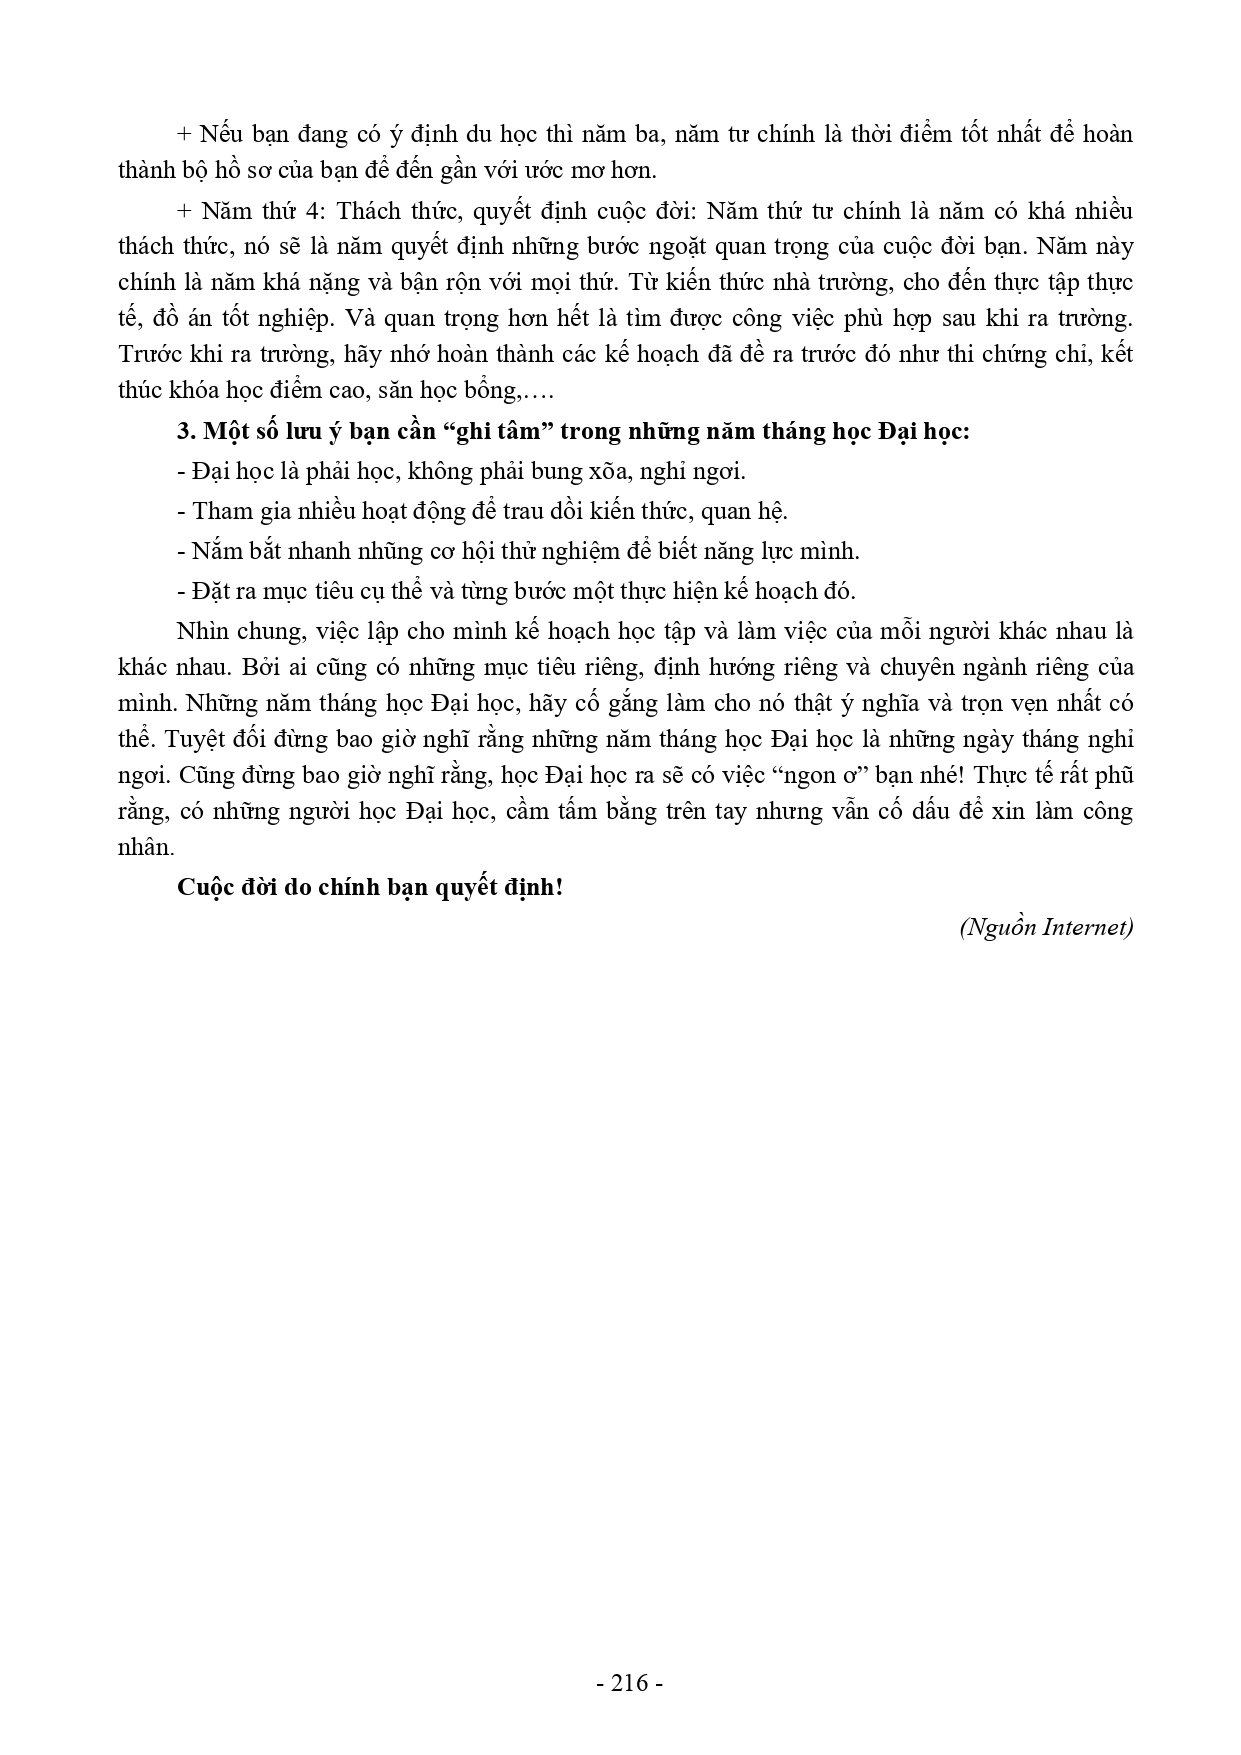 + Nếu bạn đang có ý định du học thì năm ba, năm tư chính là thời điểm tốt nhất để hoàn
thành bộ hồ sơ của bạn để đến gần với ước mơ hơn.
+ Năm thứ 4: Thách thức, quyết định cuộc đời: Năm thứ tư chính là năm có khá nhiều
thách thức, nó sẽ là năm quyết định những bước ngoặt quan trọng của cuộc đời bạn. Năm này
chính là năm khá nặng và bận rộn với mọi thứ. Từ kiến thức nhà trường, cho đến thực tập thực
tế, đồ án tốt nghiệp. Và quan trọng hơn hết là tìm được công việc phù hợp sau khi ra trường.
Trước khi ra trường, hãy nhớ hoàn thành các kế hoạch đã đề ra trước đó như thi chứng chỉ, kết
thúc khóa học điểm cao, săn học bổng,….
3. Một số lưu ý bạn cần “ghi tâm” trong những năm tháng học Đại học:
- Đại học là phải học, không phải bung xõa, nghỉ ngơi.
- Tham gia nhiều hoạt động để trau dồi kiến thức, quan hệ.
- Nắm bắt nhanh nhũng cơ hội thử nghiệm để biết năng lực mình.
- Đặt ra mục tiêu cụ thể và từng bước một thực hiện kế hoạch đó.
Nhìn chung, việc lập cho mình kế hoạch học tập và làm việc của mỗi người khác nhau là
khác nhau. Bởi ai cũng có những mục tiêu riêng, định hướng riêng và chuyên ngành riêng của
mình. Những năm tháng học Đại học, hãy cố gắng làm cho nó thật ý nghĩa và trọn vẹn nhất có
thể. Tuyệt đối đừng bao giờ nghĩ rằng những năm tháng học Đại học là những ngày tháng nghỉ
ngơi. Cũng đừng bao giờ nghĩ rằng, học Đại học ra sẽ có việc “ngon ơ” bạn nhé! Thực tế rất phũ
rằng, có những người học Đại học, cầm tấm bằng trên tay nhưng vẫn cố dấu để xin làm công
nhân.
Cuộc đời do chính bạn quyết định!
(Nguồn Internet)
- 216 -